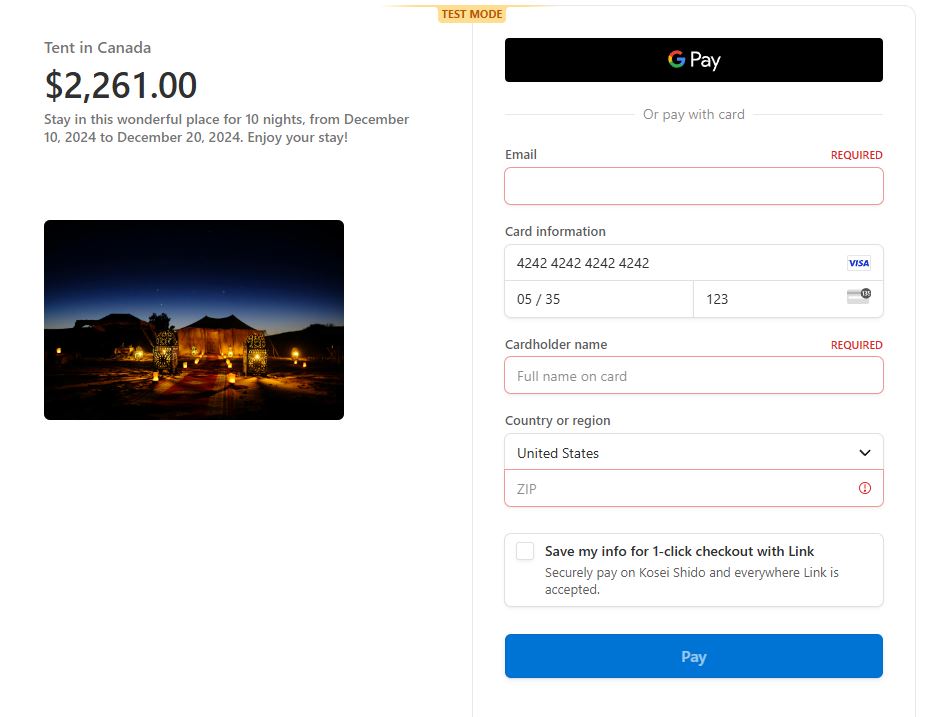 TEST MODE
Tent in Canada
$2,261.00
Stay in this wonderful place for 10 nights, from December
10, 2024 to December 20, 2024. Enjoy your stay!
G Pay
Or pay with card
Email
REQUIRED
Card information
4242 4242 4242 4242
VISA
05 / 35
123
135
Cardholder name
REQUIRED
Full name on card
Country or region
United States
ZIP
Save my info for 1-click checkout with Link
Securely pay on Kosei Shido and everywhere Link is
accepted.
Pay